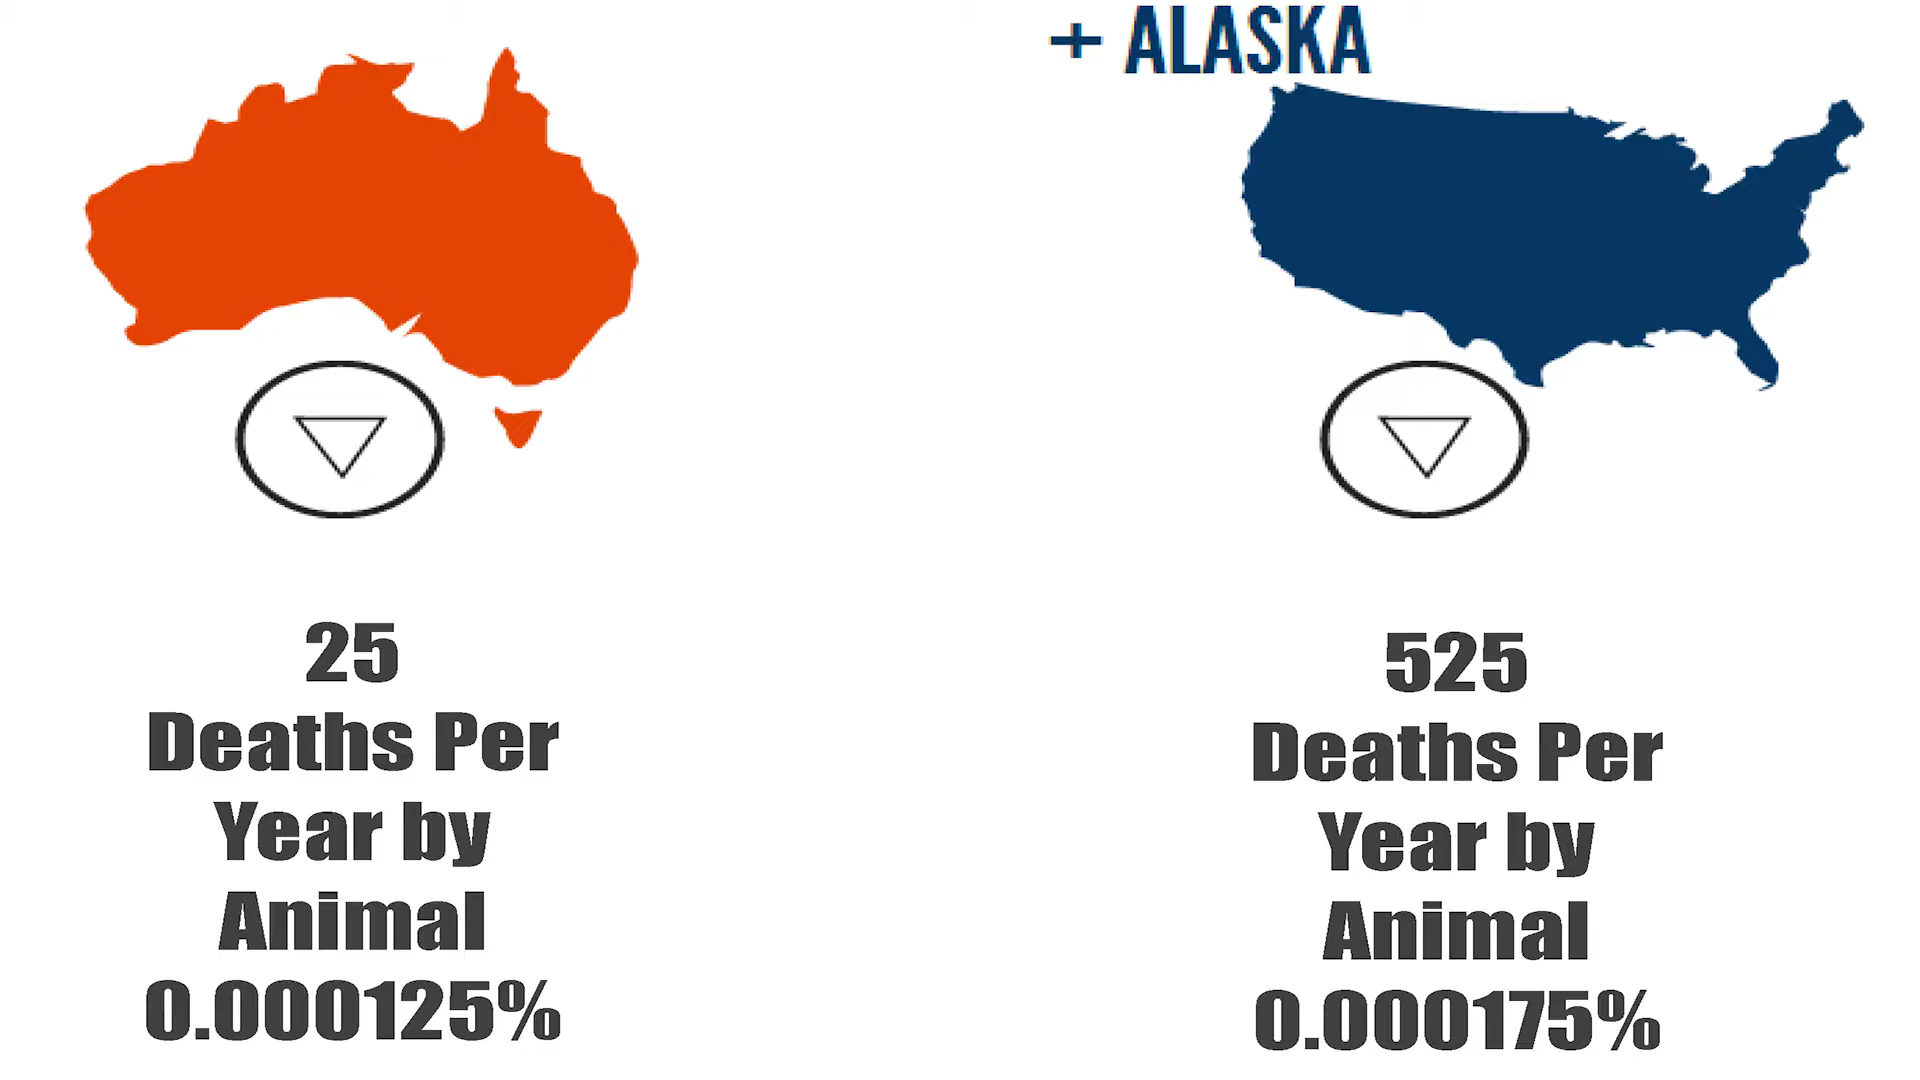 + ALASKA
25
Deaths Per
Year by
Animal
0.000125%
525
Deaths Per
Year by
Animal
0.000175%